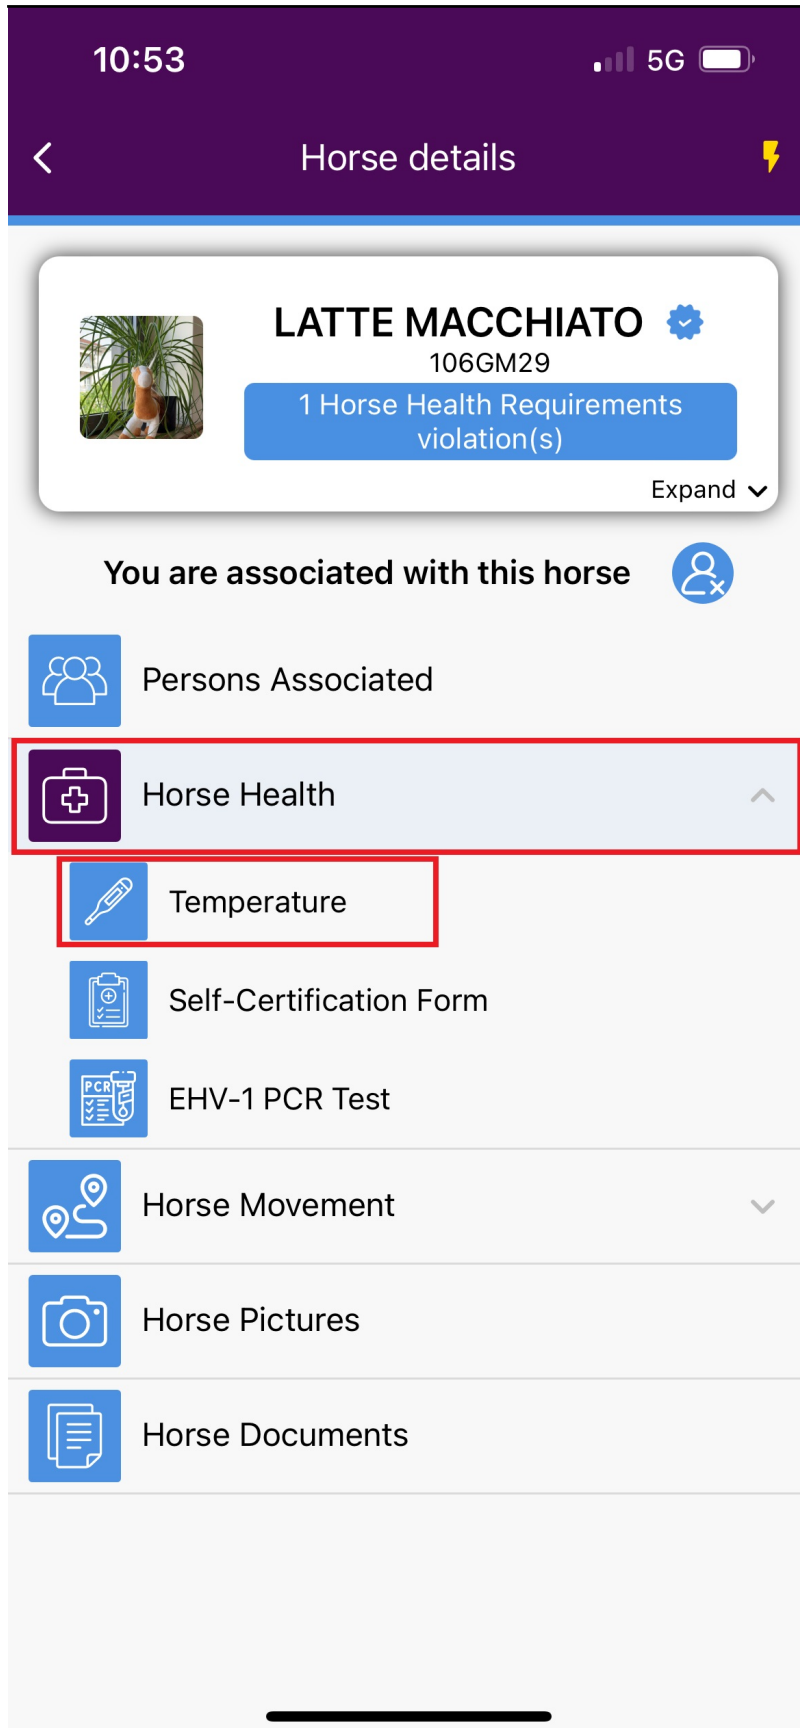 10:53
5G
Horse details
LATTE MACCHIATO
106GM29
1 Horse Health Requirements
violation(s)
Expand
You are associated with this horse
Persons Associated
Horse Health
Temperature
Self-Certification Form
PCR
EHV-1 PCR Test
Horse Movement
Horse Pictures
Horse Documents